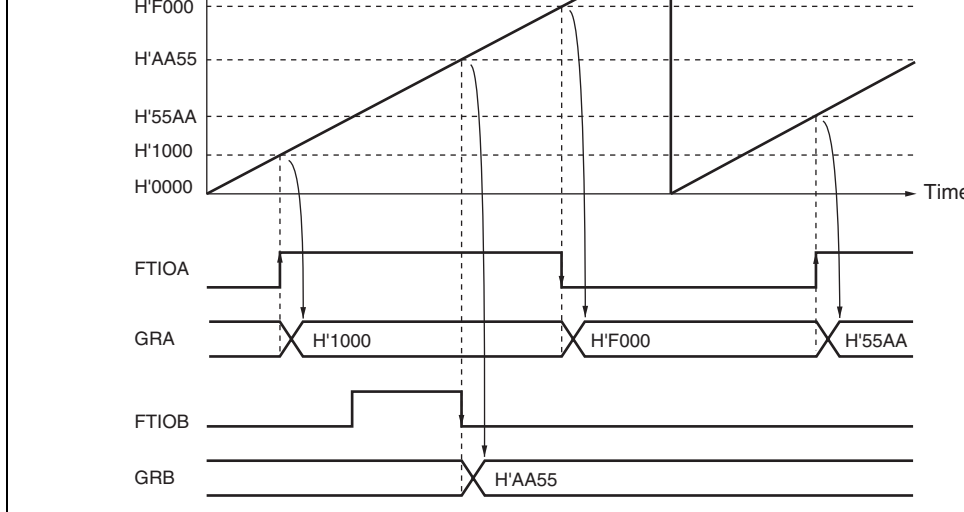 H'F000
H'AA55
H'55AA
H'1000
H'0000
Time
FTIOA
GRA
H'1000
H'F000
H'55AA
FTIOB
GRB
H'AA55